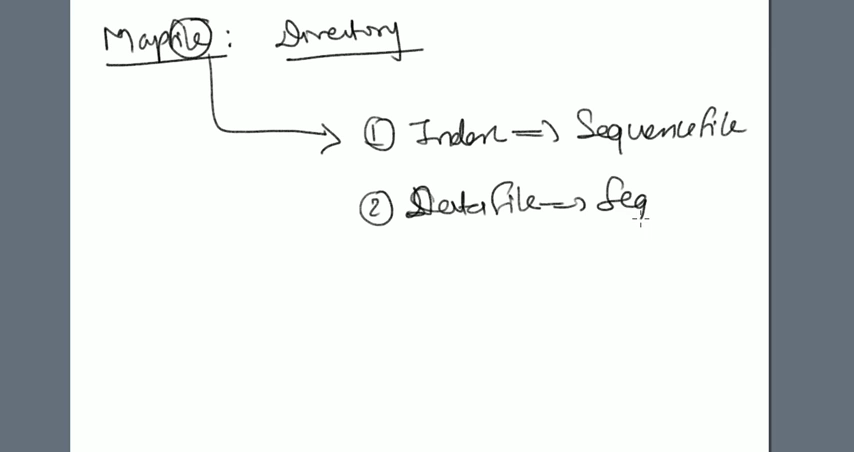 Mapfile: Directory
① Index => Sequencefile
② Datafile => Seq